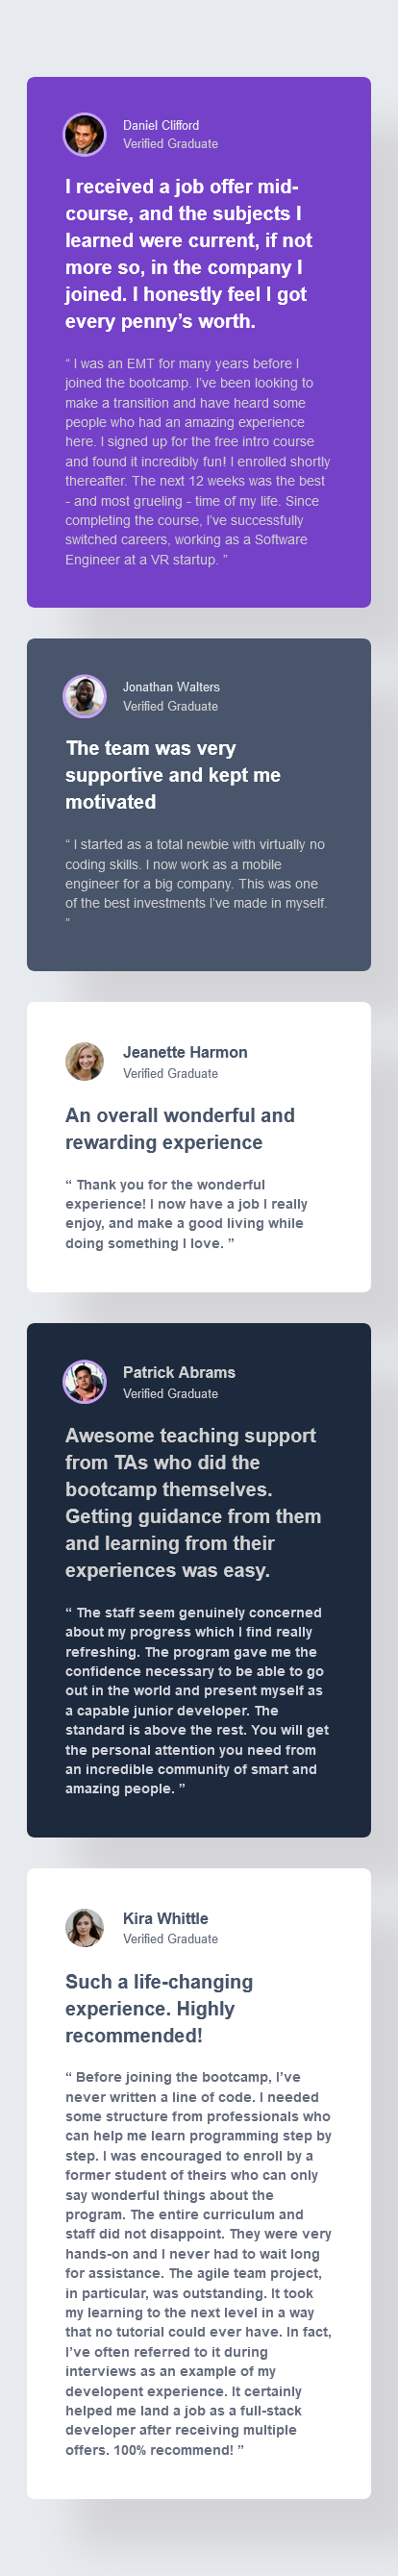 Daniel Clifford
Verified Graduate
I received a job offer mid-
course, and the subjects I
learned were current, if not
more so, in the company I
joined. I honestly feel I got
every penny’s worth.
“ I was an EMT for many years before I
joined the bootcamp. I’ve been looking to
make a transition and have heard some
people who had an amazing experience
here. I signed up for the free intro course
and found it incredibly fun! I enrolled shortly
thereafter. The next 12 weeks was the best
- and most grueling - time of my life. Since
completing the course, I’ve successfully
switched careers, working as a Software
Engineer at a VR startup. ”
Jonathan Walters
Verified Graduate
The team was very
supportive and kept me
motivated
“ I started as a total newbie with virtually no
coding skills. I now work as a mobile
engineer for a big company. This was one
of the best investments I’ve made in myself.
”
Jeanette Harmon
Verified Graduate
An overall wonderful and
rewarding experience
“ Thank you for the wonderful
experience! I now have a job I really
enjoy, and make a good living while
doing something I love. ”
Patrick Abrams
Verified Graduate
Awesome teaching support
from TAs who did the
bootcamp themselves.
Getting guidance from them
and learning from their
experiences was easy.
“ The staff seem genuinely concerned
about my progress which I find really
refreshing. The program gave me the
confidence necessary to be able to go
out in the world and present myself as
a capable junior developer. The
standard is above the rest. You will get
the personal attention you need from
an incredible community of smart and
amazing people. ”
Kira Whittle
Verified Graduate
Such a life-changing
experience. Highly
recommended!
“ Before joining the bootcamp, I’ve
never written a line of code. I needed
some structure from professionals who
can help me learn programming step by
step. I was encouraged to enroll by a
former student of theirs who can only
say wonderful things about the
program. The entire curriculum and
staff did not disappoint. They were very
hands-on and I never had to wait long
for assistance. The agile team project,
in particular, was outstanding. It took
my learning to the next level in a way
that no tutorial could ever have. In fact,
I’ve often referred to it during
interviews as an example of my
developent experience. It certainly
helped me land a job as a full-stack
developer after receiving multiple
offers. 100% recommend! ”